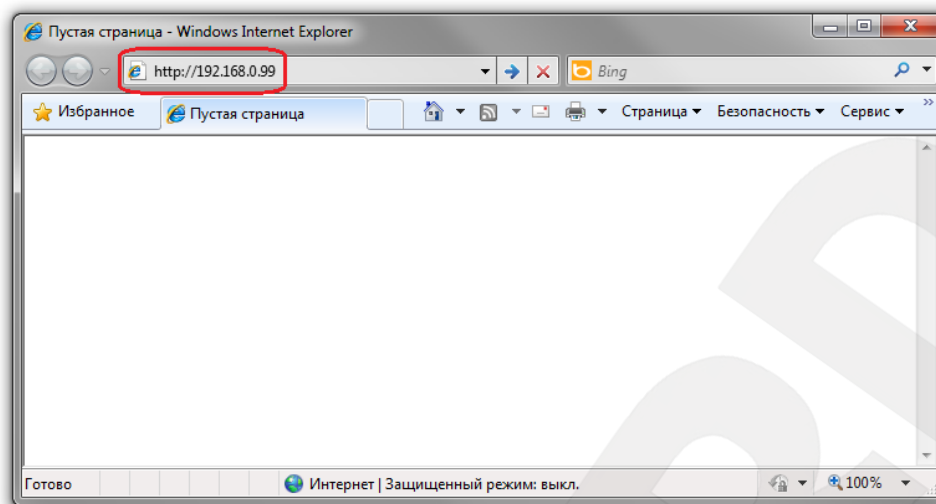 Пустая страница - Windows Internet Explorer
http://192.168.0.99
Bing
Избранное
Пустая страница
Страница
Безопасность
Сервис
Готово
Интернет | Защищенный режим: выкл.
100%